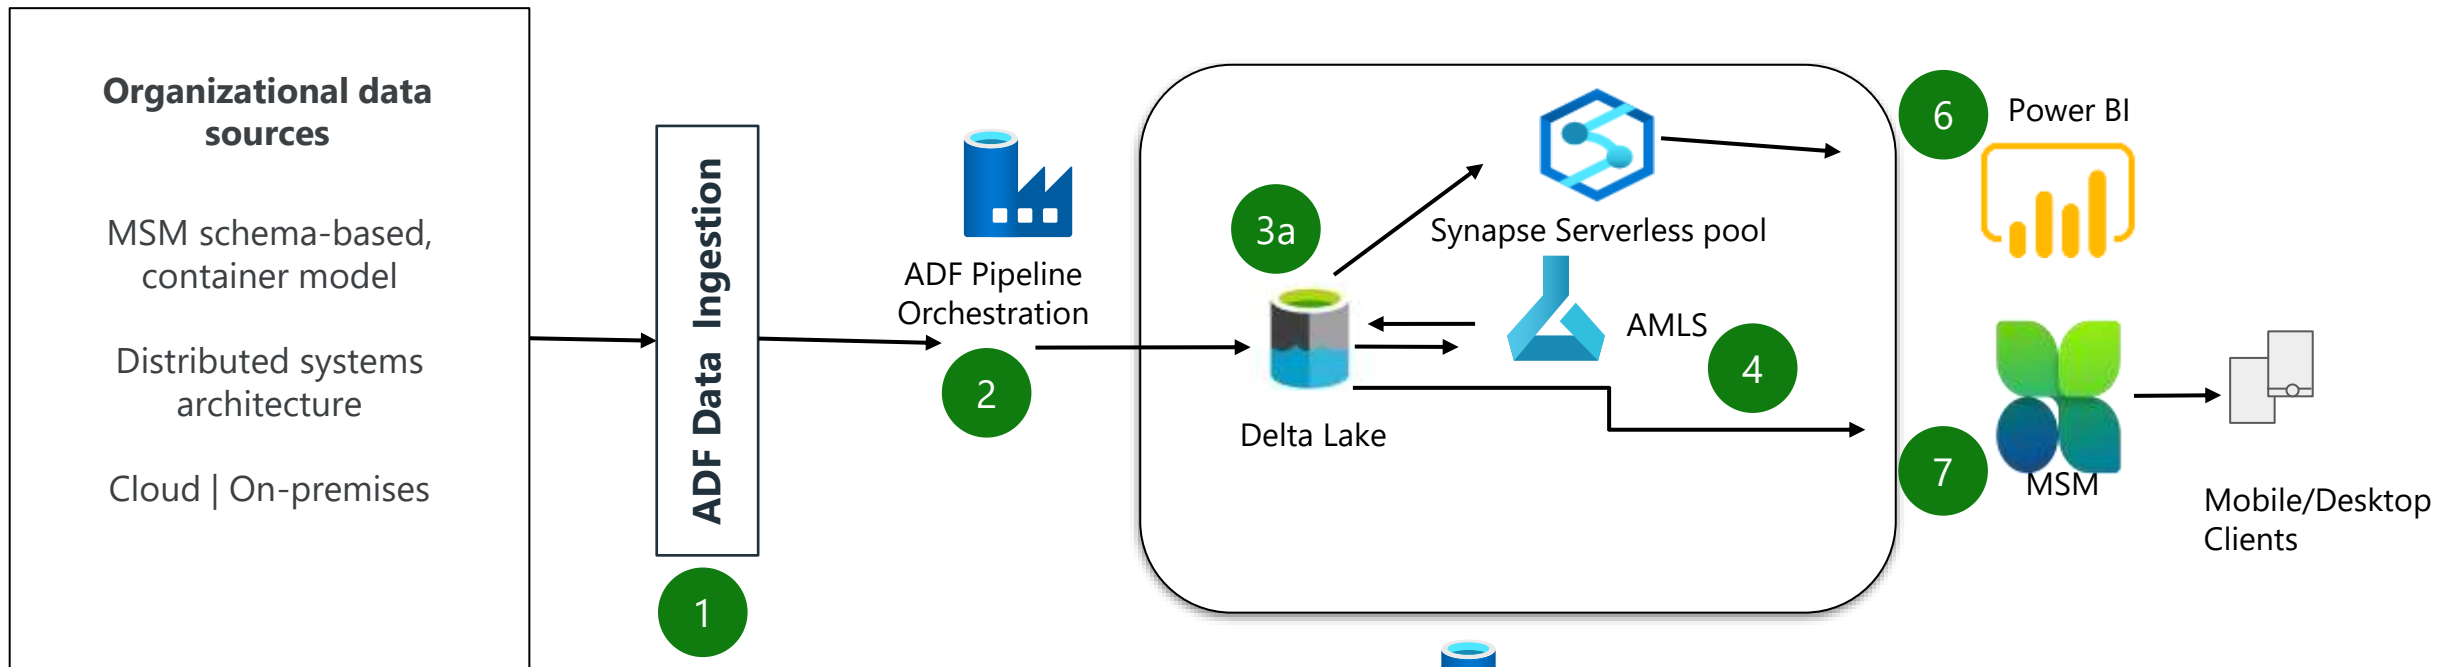 Organizational data
sources
MSM schema-based,
container model
Distributed systems
architecture
Cloud | On-premises
ADF Data Ingestion
1
ADF Pipeline
Orchestration
2
3a
Delta Lake
Synapse Serverless pool
AMLS
4
6
Power BI
7
MSM
Mobile/Desktop
Clients